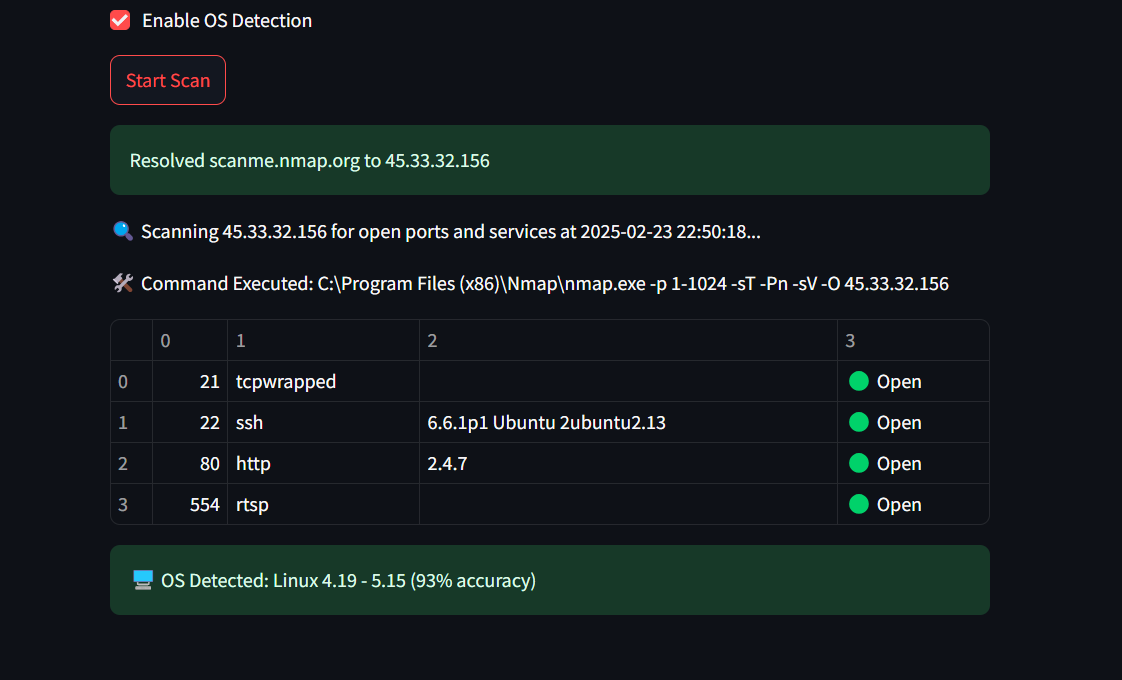 Enable OS Detection
Start Scan
Resolved scanme.nmap.org to 45.33.32.156
Scanning 45.33.32.156 for open ports and services at 2025-02-23 22:50:18...
Command Executed: C:\Program Files (x86)\Nmap\nmap.exe -p 1-1024 -sT -Pn -sV -O 45.33.32.156
0 1 2 3
0 21 tcpwrapped Open
1 22 ssh 6.6.1p1 Ubuntu 2ubuntu2.13 Open
2 80 http 2.4.7 Open
3 554 rtsp Open
OS Detected: Linux 4.19 - 5.15 (93% accuracy)